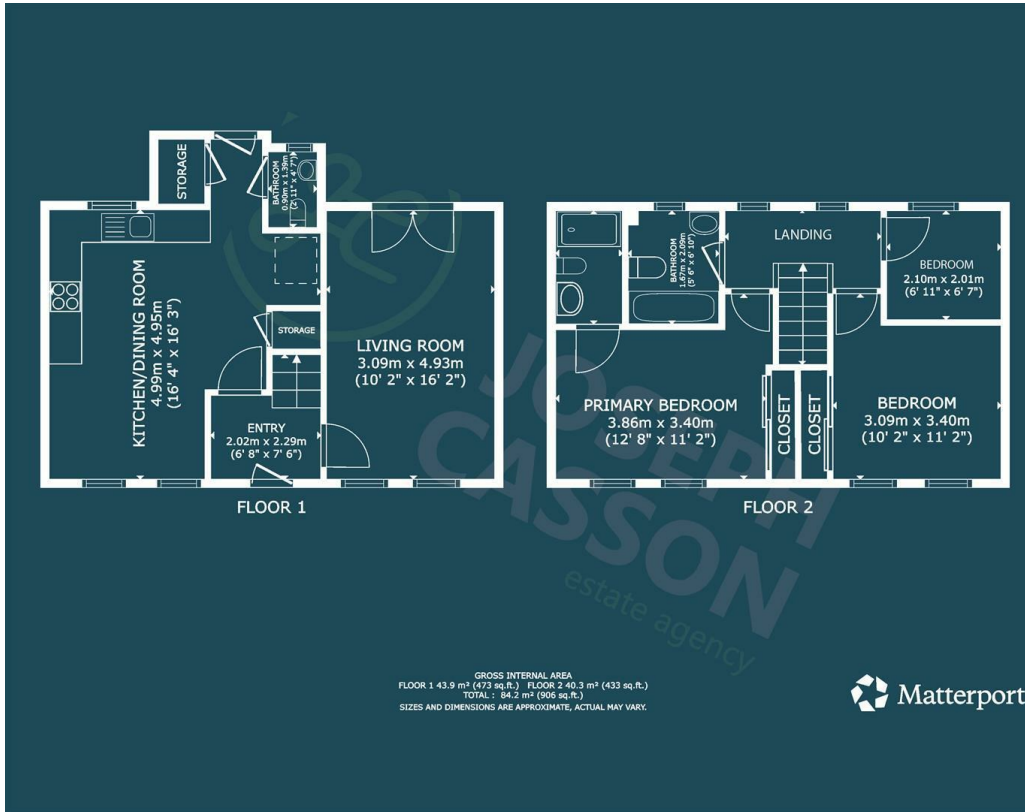 STORAGE
BATHROOM
0.90m x 1.39m
(2' 11" x 4' 7")
KITCHEN/DINING ROOM
4.99m x 4.95m
(16' 4" x 16' 3")
STORAGE
LIVING ROOM
3.09m x 4.93m
(10' 2" x 16' 2")
ENTRY
2.02m x 2.29m
(6' 8" x 7' 6")
FLOOR 1
BATHROOM
1.67m x 2.09m
(5' 6" x 6' 10")
LANDING
BEDROOM
2.10m x 2.01m
(6' 11" x 6' 7")
PRIMARY BEDROOM
3.86m x 3.40m
(12' 8" x 11' 2")
CLOSET
CLOSET
BEDROOM
3.09m x 3.40m
(10' 2" x 11' 2")
FLOOR 2
JOSEPH
CASSON
estate agency
GROSS INTERNAL AREA
FLOOR 1 43.9 m² (473 sq.ft.) FLOOR 2 40.3 m² (433 sq.ft.)
TOTAL : 84.2 m² (906 sq.ft.)
SIZES AND DIMENSIONS ARE APPROXIMATE, ACTUAL MAY VARY.
Matterport